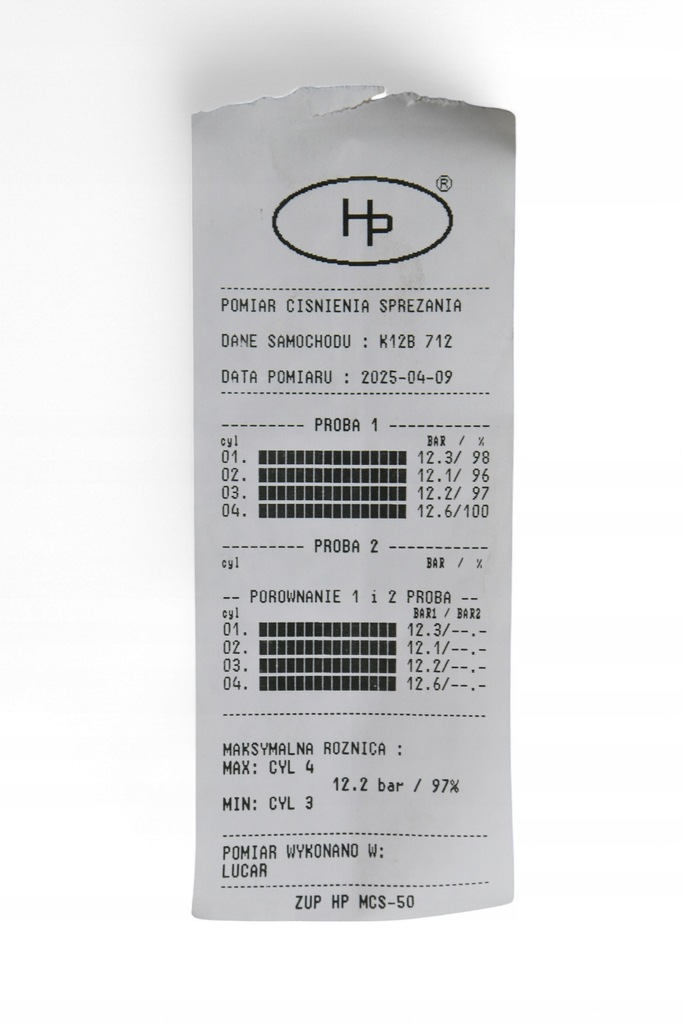 HP ®
POMIAR CISNIENIA SPREZANIA
DANE SAMOCHODU : K12B 712
DATA POMIARU : 2025-04-09
--------- PROBA 1 -----------
cyl BAR / %
01. 12.3/ 98
02. 12.1/ 96
03. 12.2/ 97
04. 12.6/100
--------- PROBA 2 -----------
cyl BAR / %
-- POROWNANIE 1 i 2 PROBA --
cyl BAR1 / BAR2
01. 12.3/--.-
02. 12.1/--.-
03. 12.2/--.-
04. 12.6/--.-
MAKSYMALNA ROZNICA :
MAX: CYL 4
12.2 bar / 97%
MIN: CYL 3
POMIAR WYKONANO W:
LUCAR
ZUP HP MCS-50